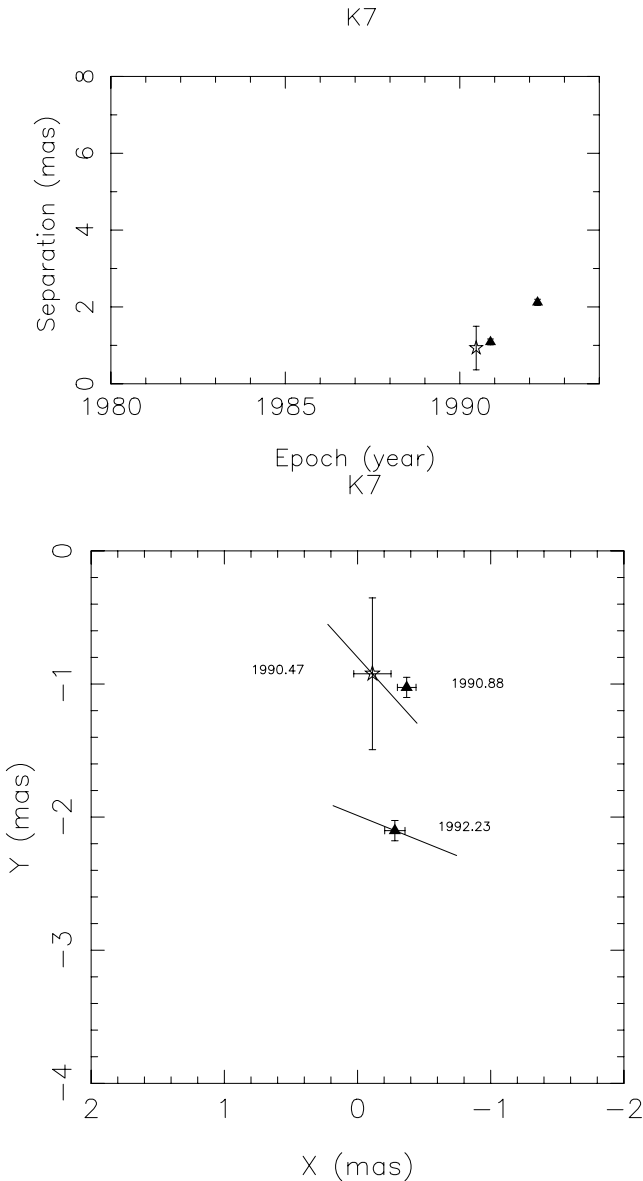 K7
Separation (mas)
8
6
4
2
0
1980 1985 1990
Epoch (year)
K7
Y (mas)
0
−1
−2
−3
−4
1990.47
1990.88
1992.23
2 1 0 −1 −2
X (mas)